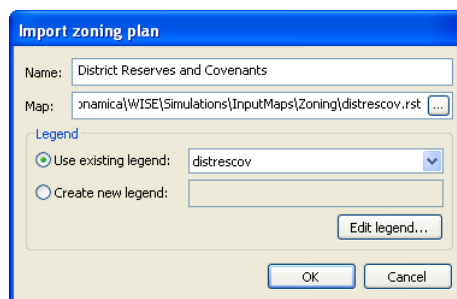 Import zoning plan
Name: District Reserves and Covenants
Map: onamica\WISE\Simulations\InputMaps\Zoning\distrescov.rst ...
Legend
Use existing legend: distrescov
Create new legend:
Edit legend...
OK Cancel